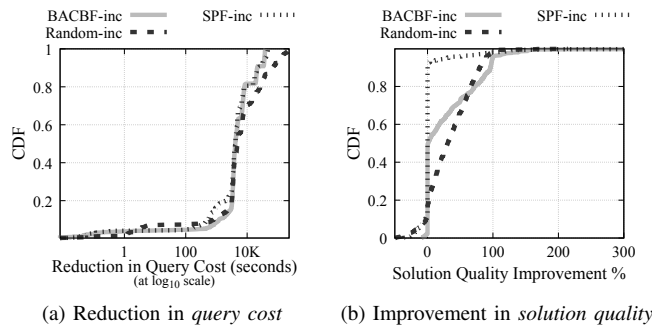 BACBF-inc SPF-inc
Random-inc
1
0.8
0.6
0.4
0.2
CDF
1 100 10K
Reduction in Query Cost (seconds)
(at log10 scale)
(a) Reduction in query cost
BACBF-inc SPF-inc
Random-inc
1
0.8
0.6
0.4
0.2
CDF
0 100 200 300
Solution Quality Improvement %
(b) Improvement in solution quality